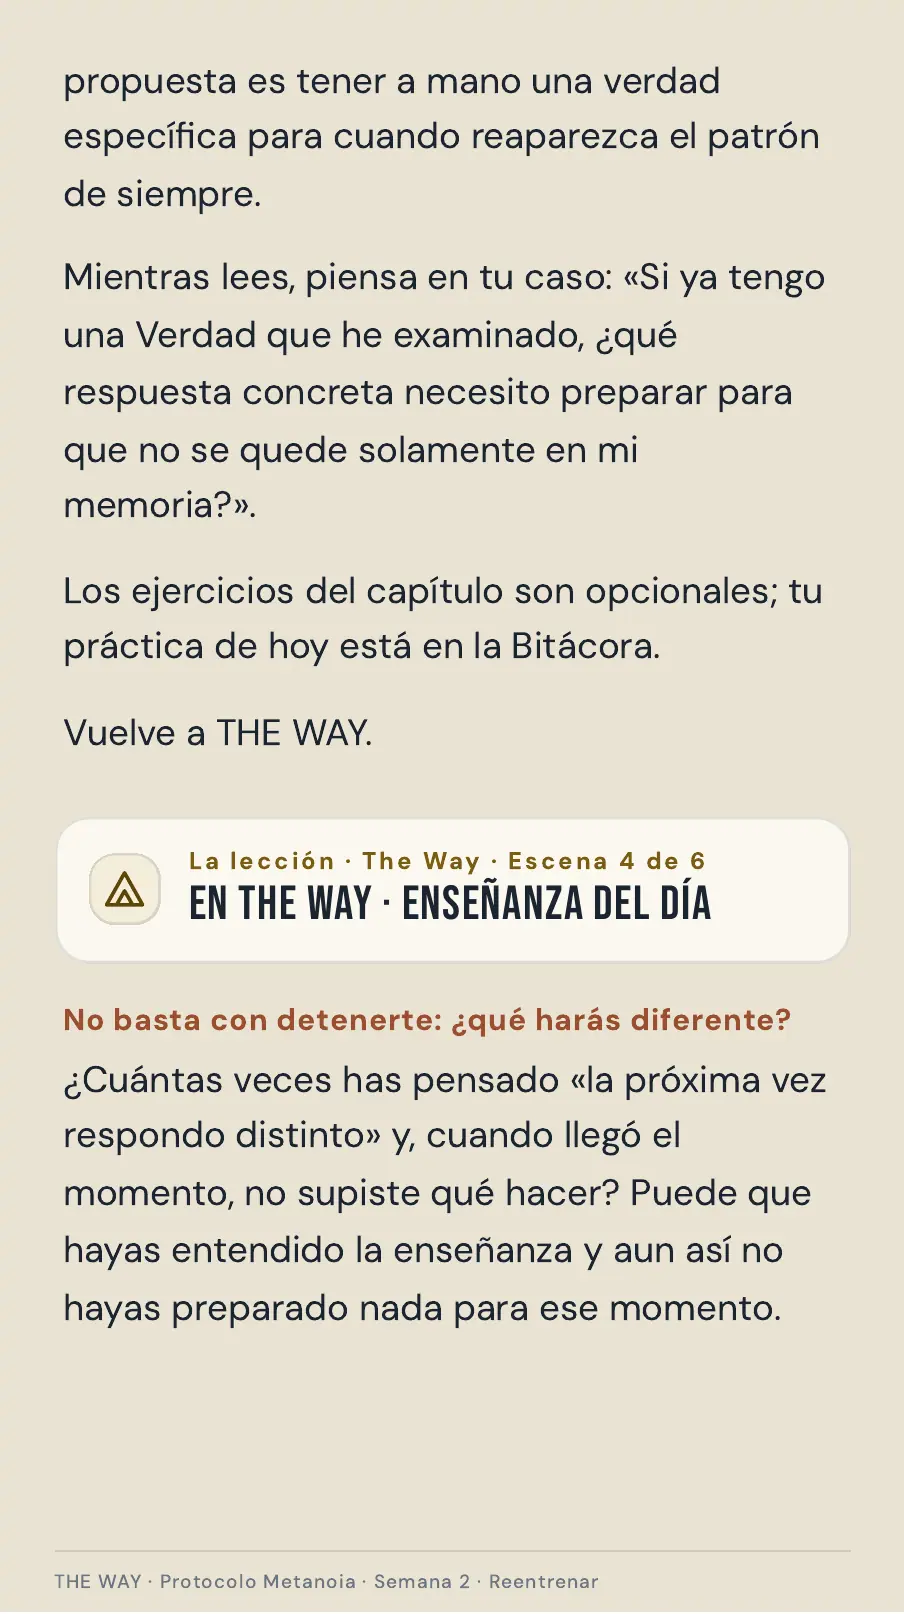 propuesta es tener a mano una verdad
específica para cuando reaparezca el patrón
de siempre.
Mientras lees, piensa en tu caso: «Si ya tengo
una Verdad que he examinado, ¿qué
respuesta concreta necesito preparar para
que no se quede solamente en mi
memoria?».
Los ejercicios del capítulo son opcionales; tu
práctica de hoy está en la Bitácora.
Vuelve a THE WAY.
La lección · The Way · Escena 4 de 6
EN THE WAY · ENSEÑANZA DEL DÍA
No basta con detenerte: ¿qué harás diferente?
¿Cuántas veces has pensado «la próxima vez
respondo distinto» y, cuando llegó el
momento, no supiste qué hacer? Puede que
hayas entendido la enseñanza y aun así no
hayas preparado nada para ese momento.
THE WAY · Protocolo Metanoia · Semana 2 · Reentrenar